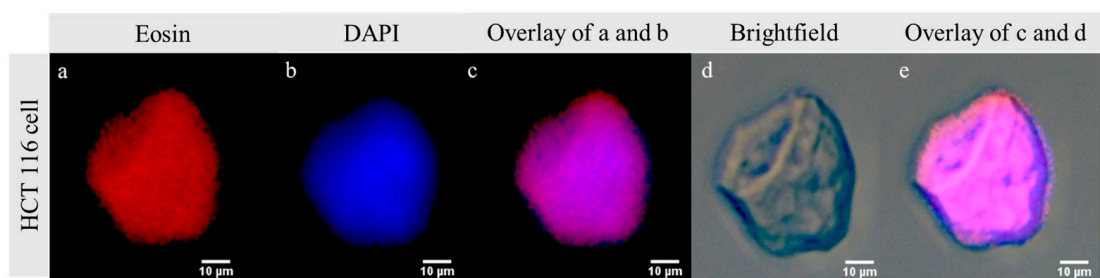 Eosin
DAPI
Overlay of a and b
Brightfield
Overlay of c and d
HCT 116 cell
a
b
c
d
e
10 µm
10 µm
10 µm
10 µm
10 µm